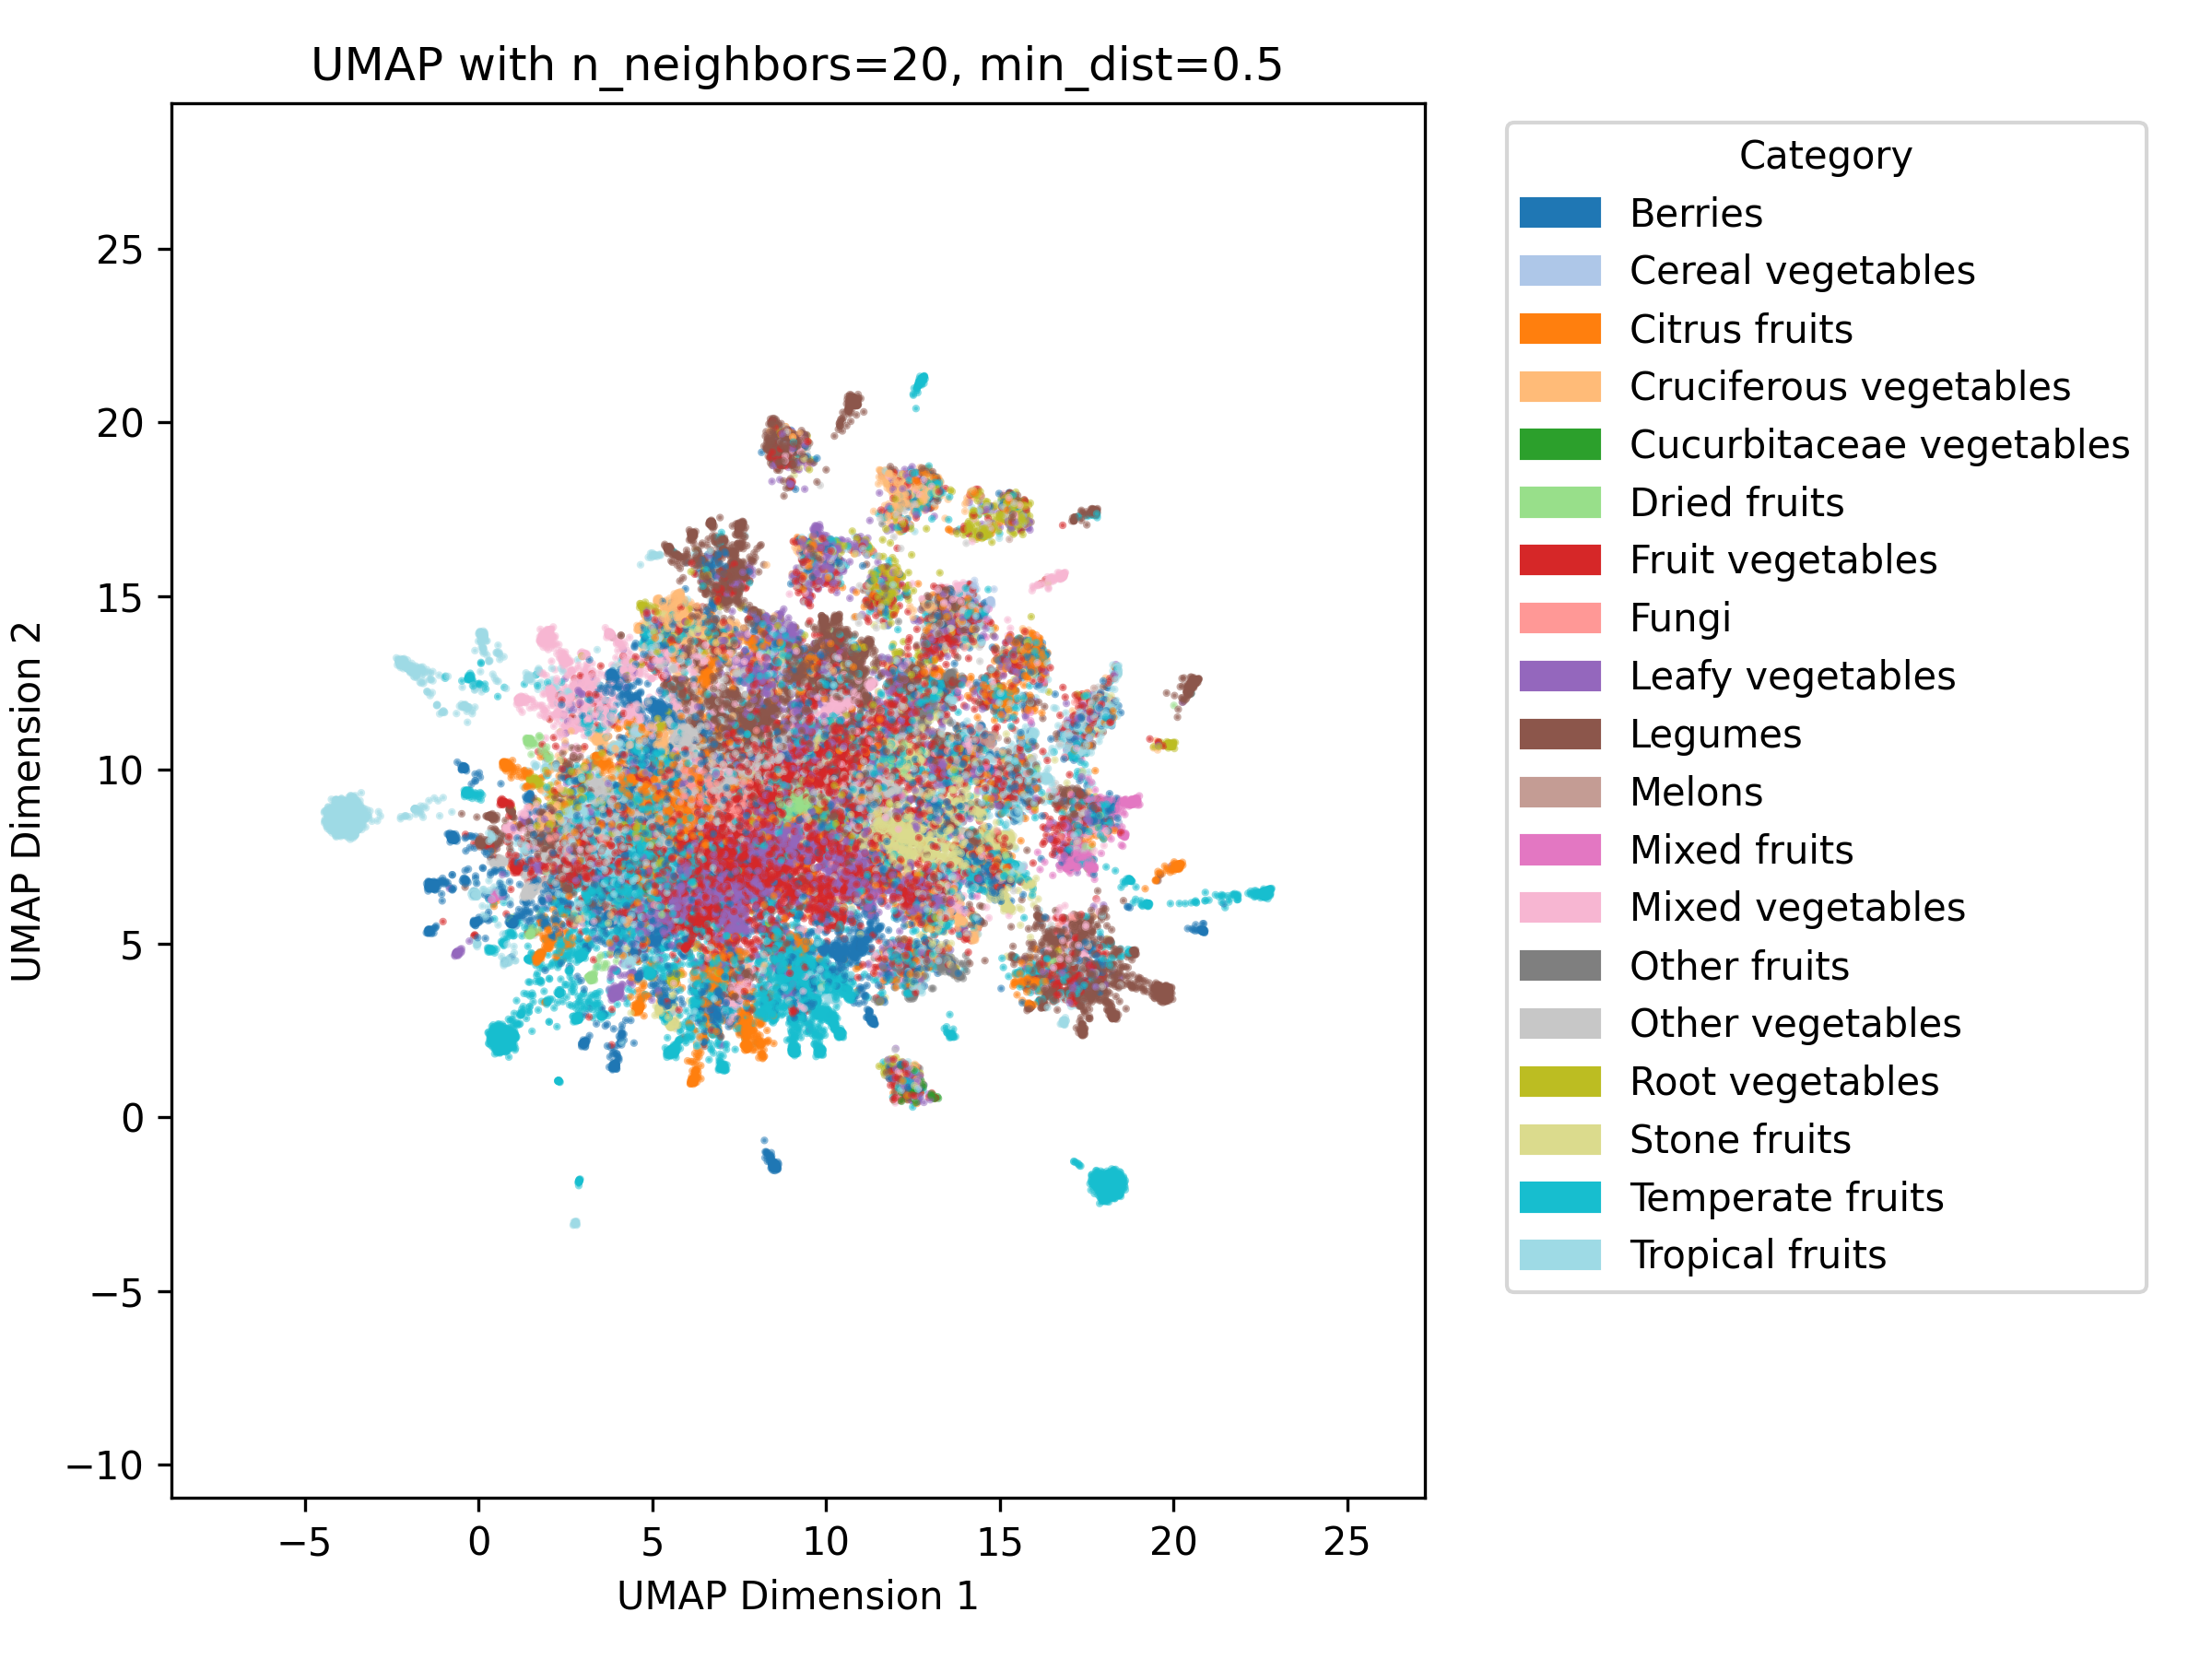 UMAP with n_neighbors=20, min_dist=0.5
UMAP Dimension 2
25
20
15
10
5
0
−5
−10
−5
0
5
10
15
20
25
UMAP Dimension 1
Category
Berries
Cereal vegetables
Citrus fruits
Cruciferous vegetables
Cucurbitaceae vegetables
Dried fruits
Fruit vegetables
Fungi
Leafy vegetables
Legumes
Melons
Mixed fruits
Mixed vegetables
Other fruits
Other vegetables
Root vegetables
Stone fruits
Temperate fruits
Tropical fruits